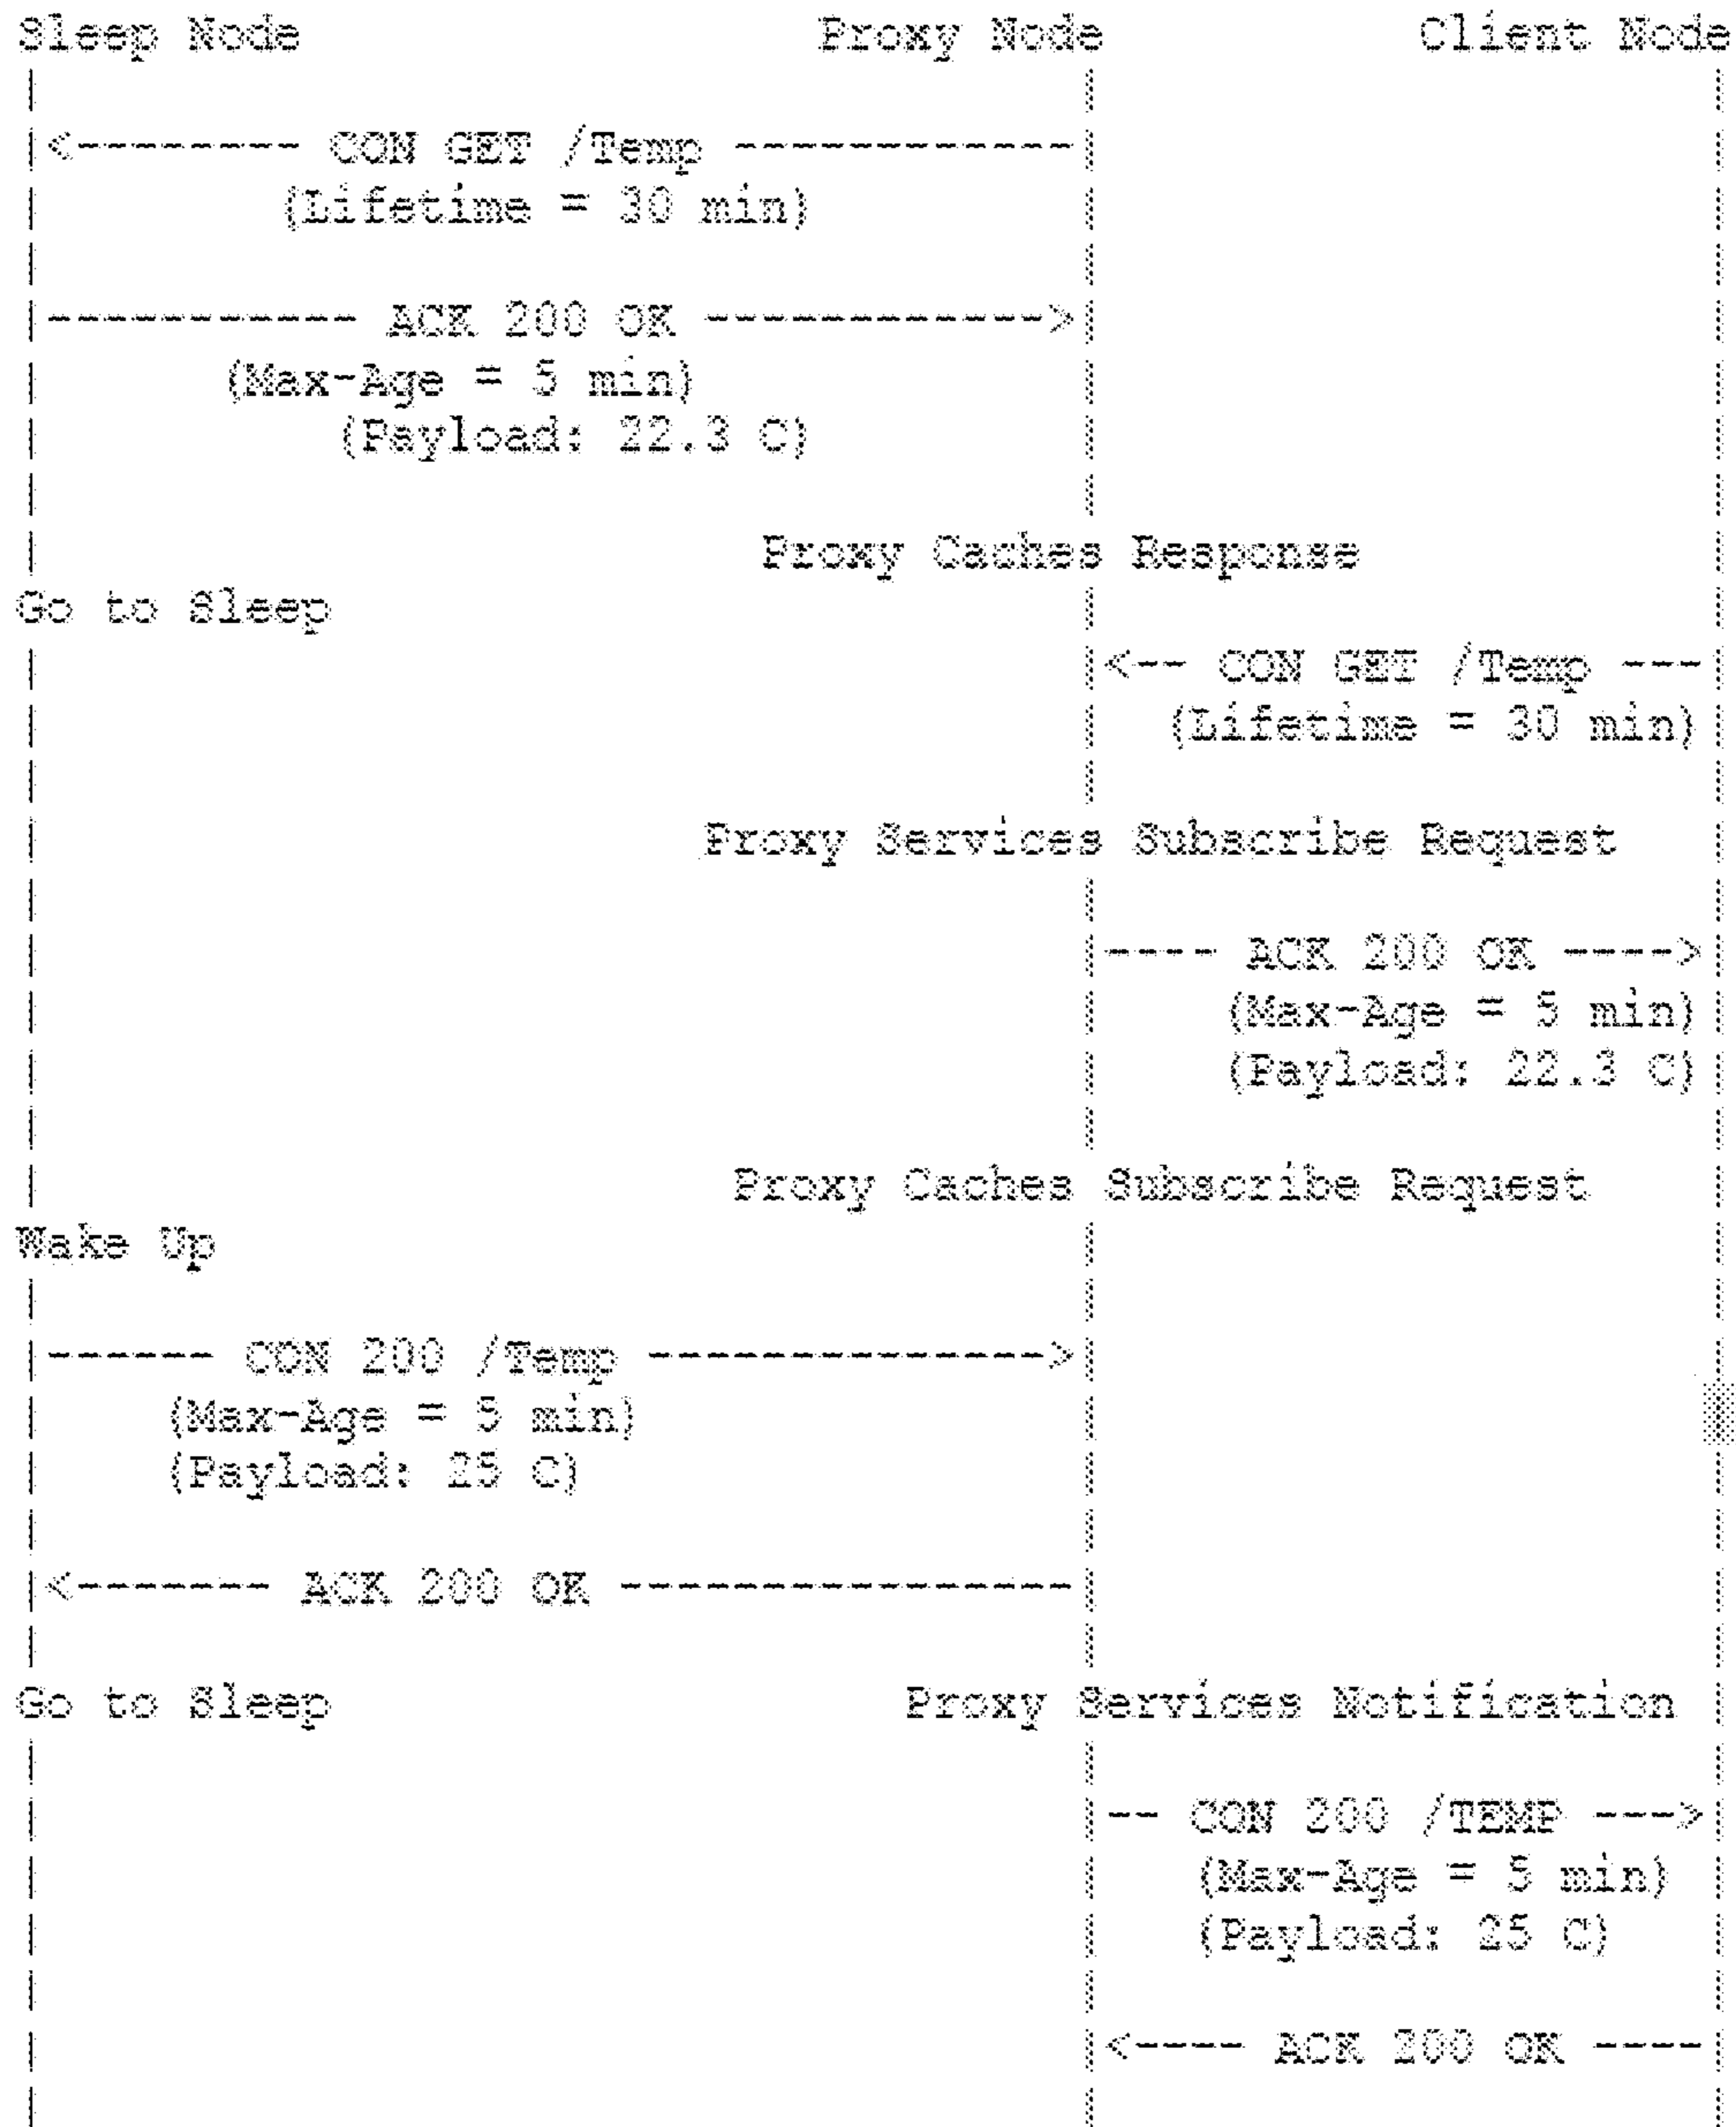 Sleep Node Proxy Node Client Node
| | |
|<-------- CON GET /Temp ------------| |
| (Lifetime = 30 min) | |
| | |
|----------- ACK 200 OK ------------>| |
| (Max-Age = 5 min) | |
| (Payload: 22.3 C) | |
| | |
| Proxy Caches Response |
Go to Sleep | |
| |<-- CON GET /Temp ---|
| | (Lifetime = 30 min)|
| | |
| Proxy Services Subscribe Request |
| | |
| |---- ACK 200 OK ---->|
| | (Max-Age = 5 min)|
| | (Payload: 22.3 C)|
| | |
| Proxy Caches Subscribe Request |
Wake Up | |
| | |
|------ CON 200 /Temp -------------->| |
| (Max-Age = 5 min) | |
| (Payload: 25 C) | |
| | |
|<------- ACK 200 OK ----------------| |
| | |
Go to Sleep Proxy Services Notification |
| | |
| |-- CON 200 /TEMP --->|
| | (Max-Age = 5 min) |
| | (Payload: 25 C) |
| | |
| |<---- ACK 200 OK ----|
| | |